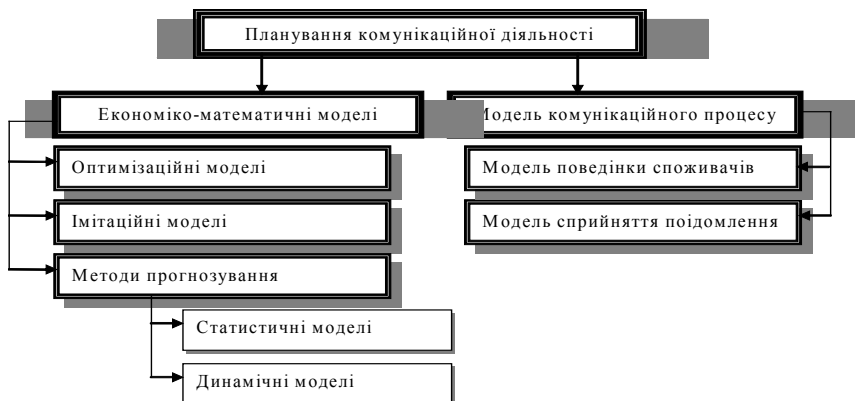 Планування комунікаційної діяльності
Економіко-математичні моделі
Модель комунікаційного процесу
Оптимізаційні моделі
Модель поведінки споживачів
Імітаційні моделі
Модель сприйняття поідомлення
Методи прогнозування
Статистичні моделі
Динамічні моделі